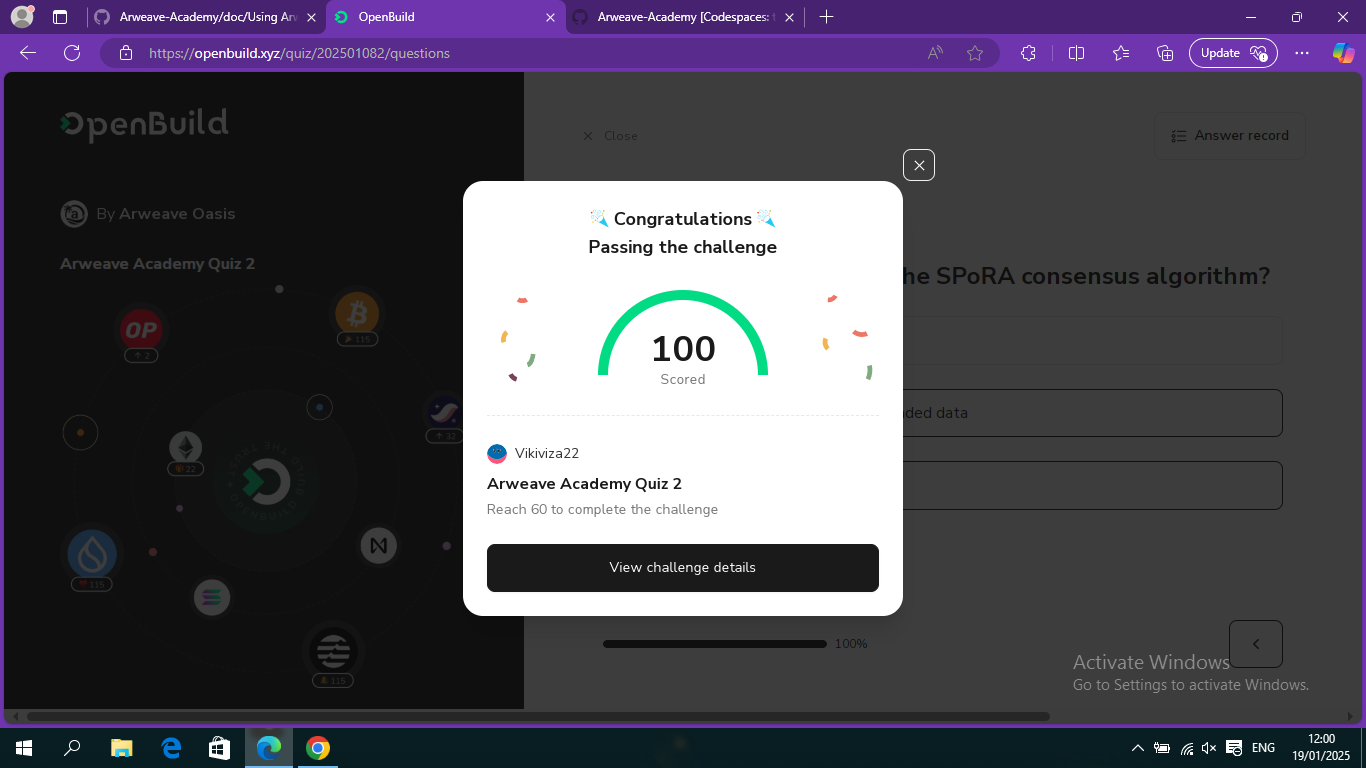 Arweave-Academy/doc/Using Arw
OpenBuild
Arweave-Academy [Codespaces: t
https://openbuild.xyz/quiz/202501082/questions
Update
OpenBuild
Close
Answer record
By Arweave Oasis
Arweave Academy Quiz 2
he SPoRA consensus algorithm?
Congratulations
Passing the challenge
OP
2
115
100
Scored
nded data
32
22
OPENBUILD
Vikiviza22
Arweave Academy Quiz 2
Reach 60 to complete the challenge
View challenge details
115
115
100%
Activate Windows
Go to Settings to activate Windows.
ENG
12:00
19/01/2025